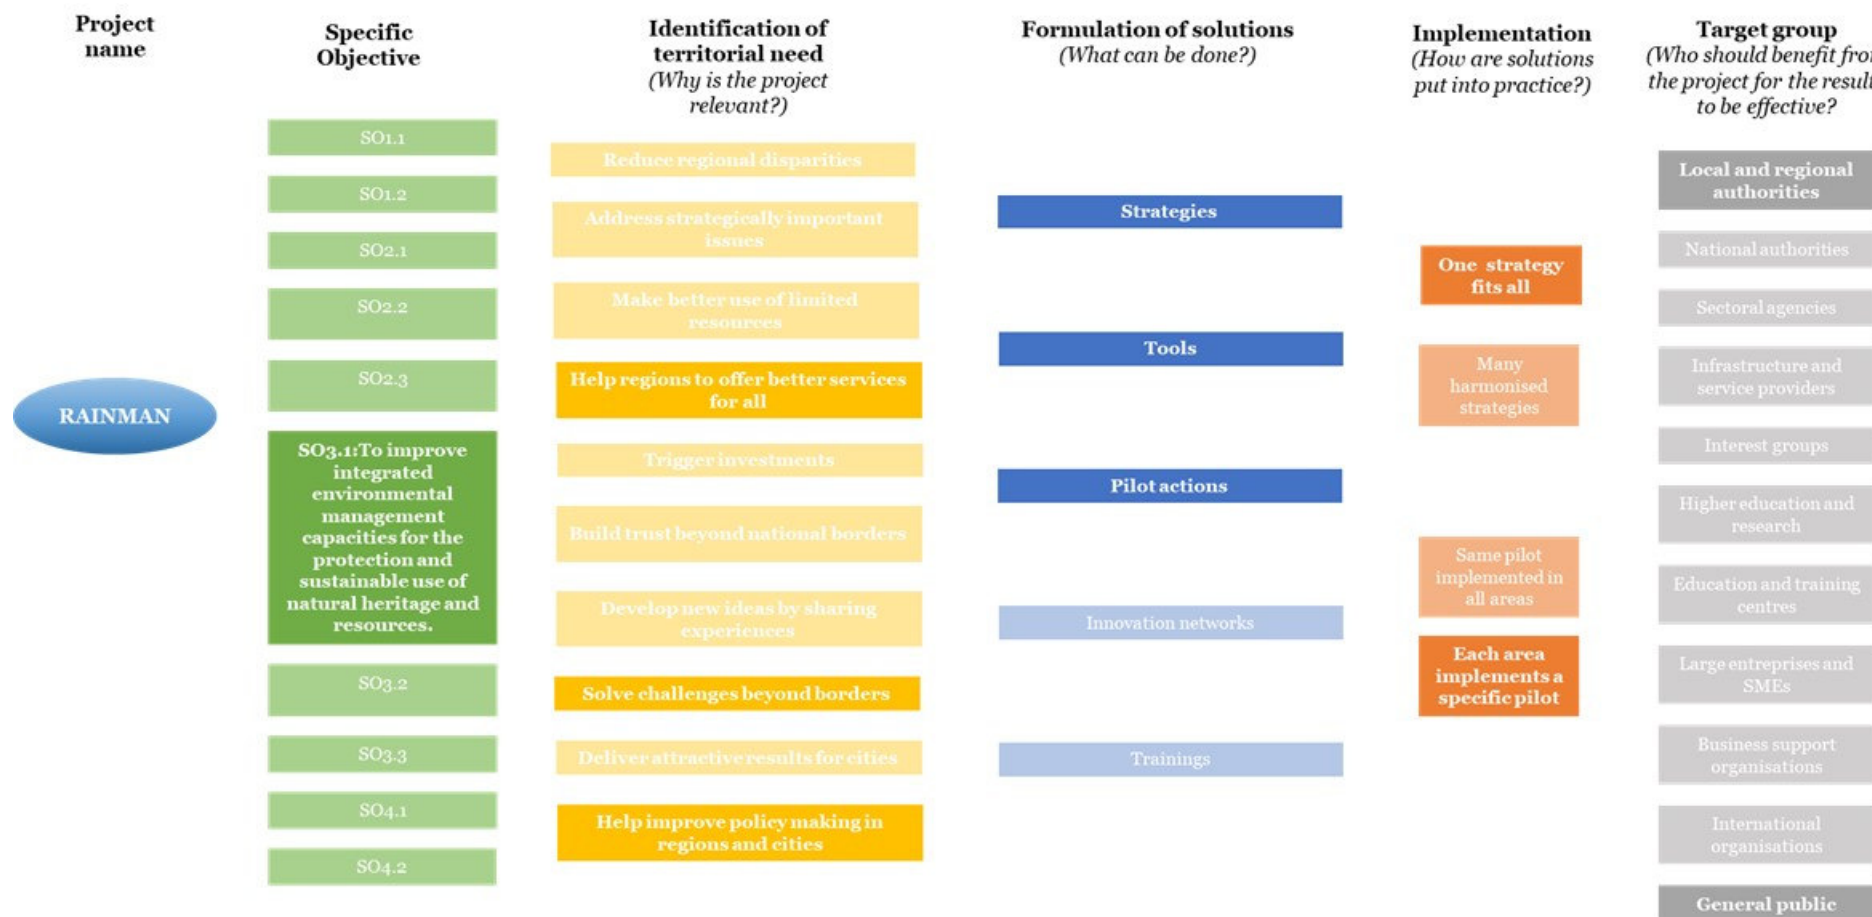 Project
name
RAINMAN
Specific
Objective
SO1.1
SO1.2
SO2.1
SO2.2
SO2.3
SO3.1:To improve
integrated
environmental
management
capacities for the
protection and
sustainable use of
natural heritage and
resources.
SO3.2
SO3.3
SO4.1
SO4.2
Identification of
territorial need
(Why is the project
relevant?)
Reduce regional disparities
Address strategically important
issues
Make better use of limited
resources
Help regions to offer better services
for all
Trigger investments
Build trust beyond national borders
Develop new ideas by sharing
experiences
Solve challenges beyond borders
Deliver attractive results for cities
Help improve policy making in
regions and cities
Formulation of solutions
(What can be done?)
Strategies
Tools
Pilot actions
Innovation networks
Trainings
Implementation
(How are solutions
put into practice?)
One strategy
fits all
Many
harmonised
strategies
Same pilot
implemented in
all areas
Each area
implements a
specific pilot
Target group
(Who should benefit from
the project for the result
to be effective?
Local and regional
authorities
National authorities
Sectoral agencies
Infrastructure and
service providers
Interest groups
Higher education and
research
Education and training
centres
Large entreprises and
SMEs
Business support
organisations
International
organisations
General public